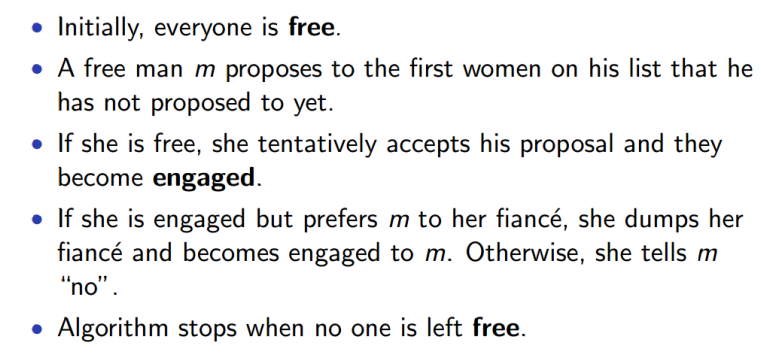 • Initially, everyone is free.
• A free man m proposes to the first women on his list that he
has not proposed to yet.
• If she is free, she tentatively accepts his proposal and they
become engaged.
• If she is engaged but prefers m to her fiancé, she dumps her
fiancé and becomes engaged to m. Otherwise, she tells m
“no”.
• Algorithm stops when no one is left free.